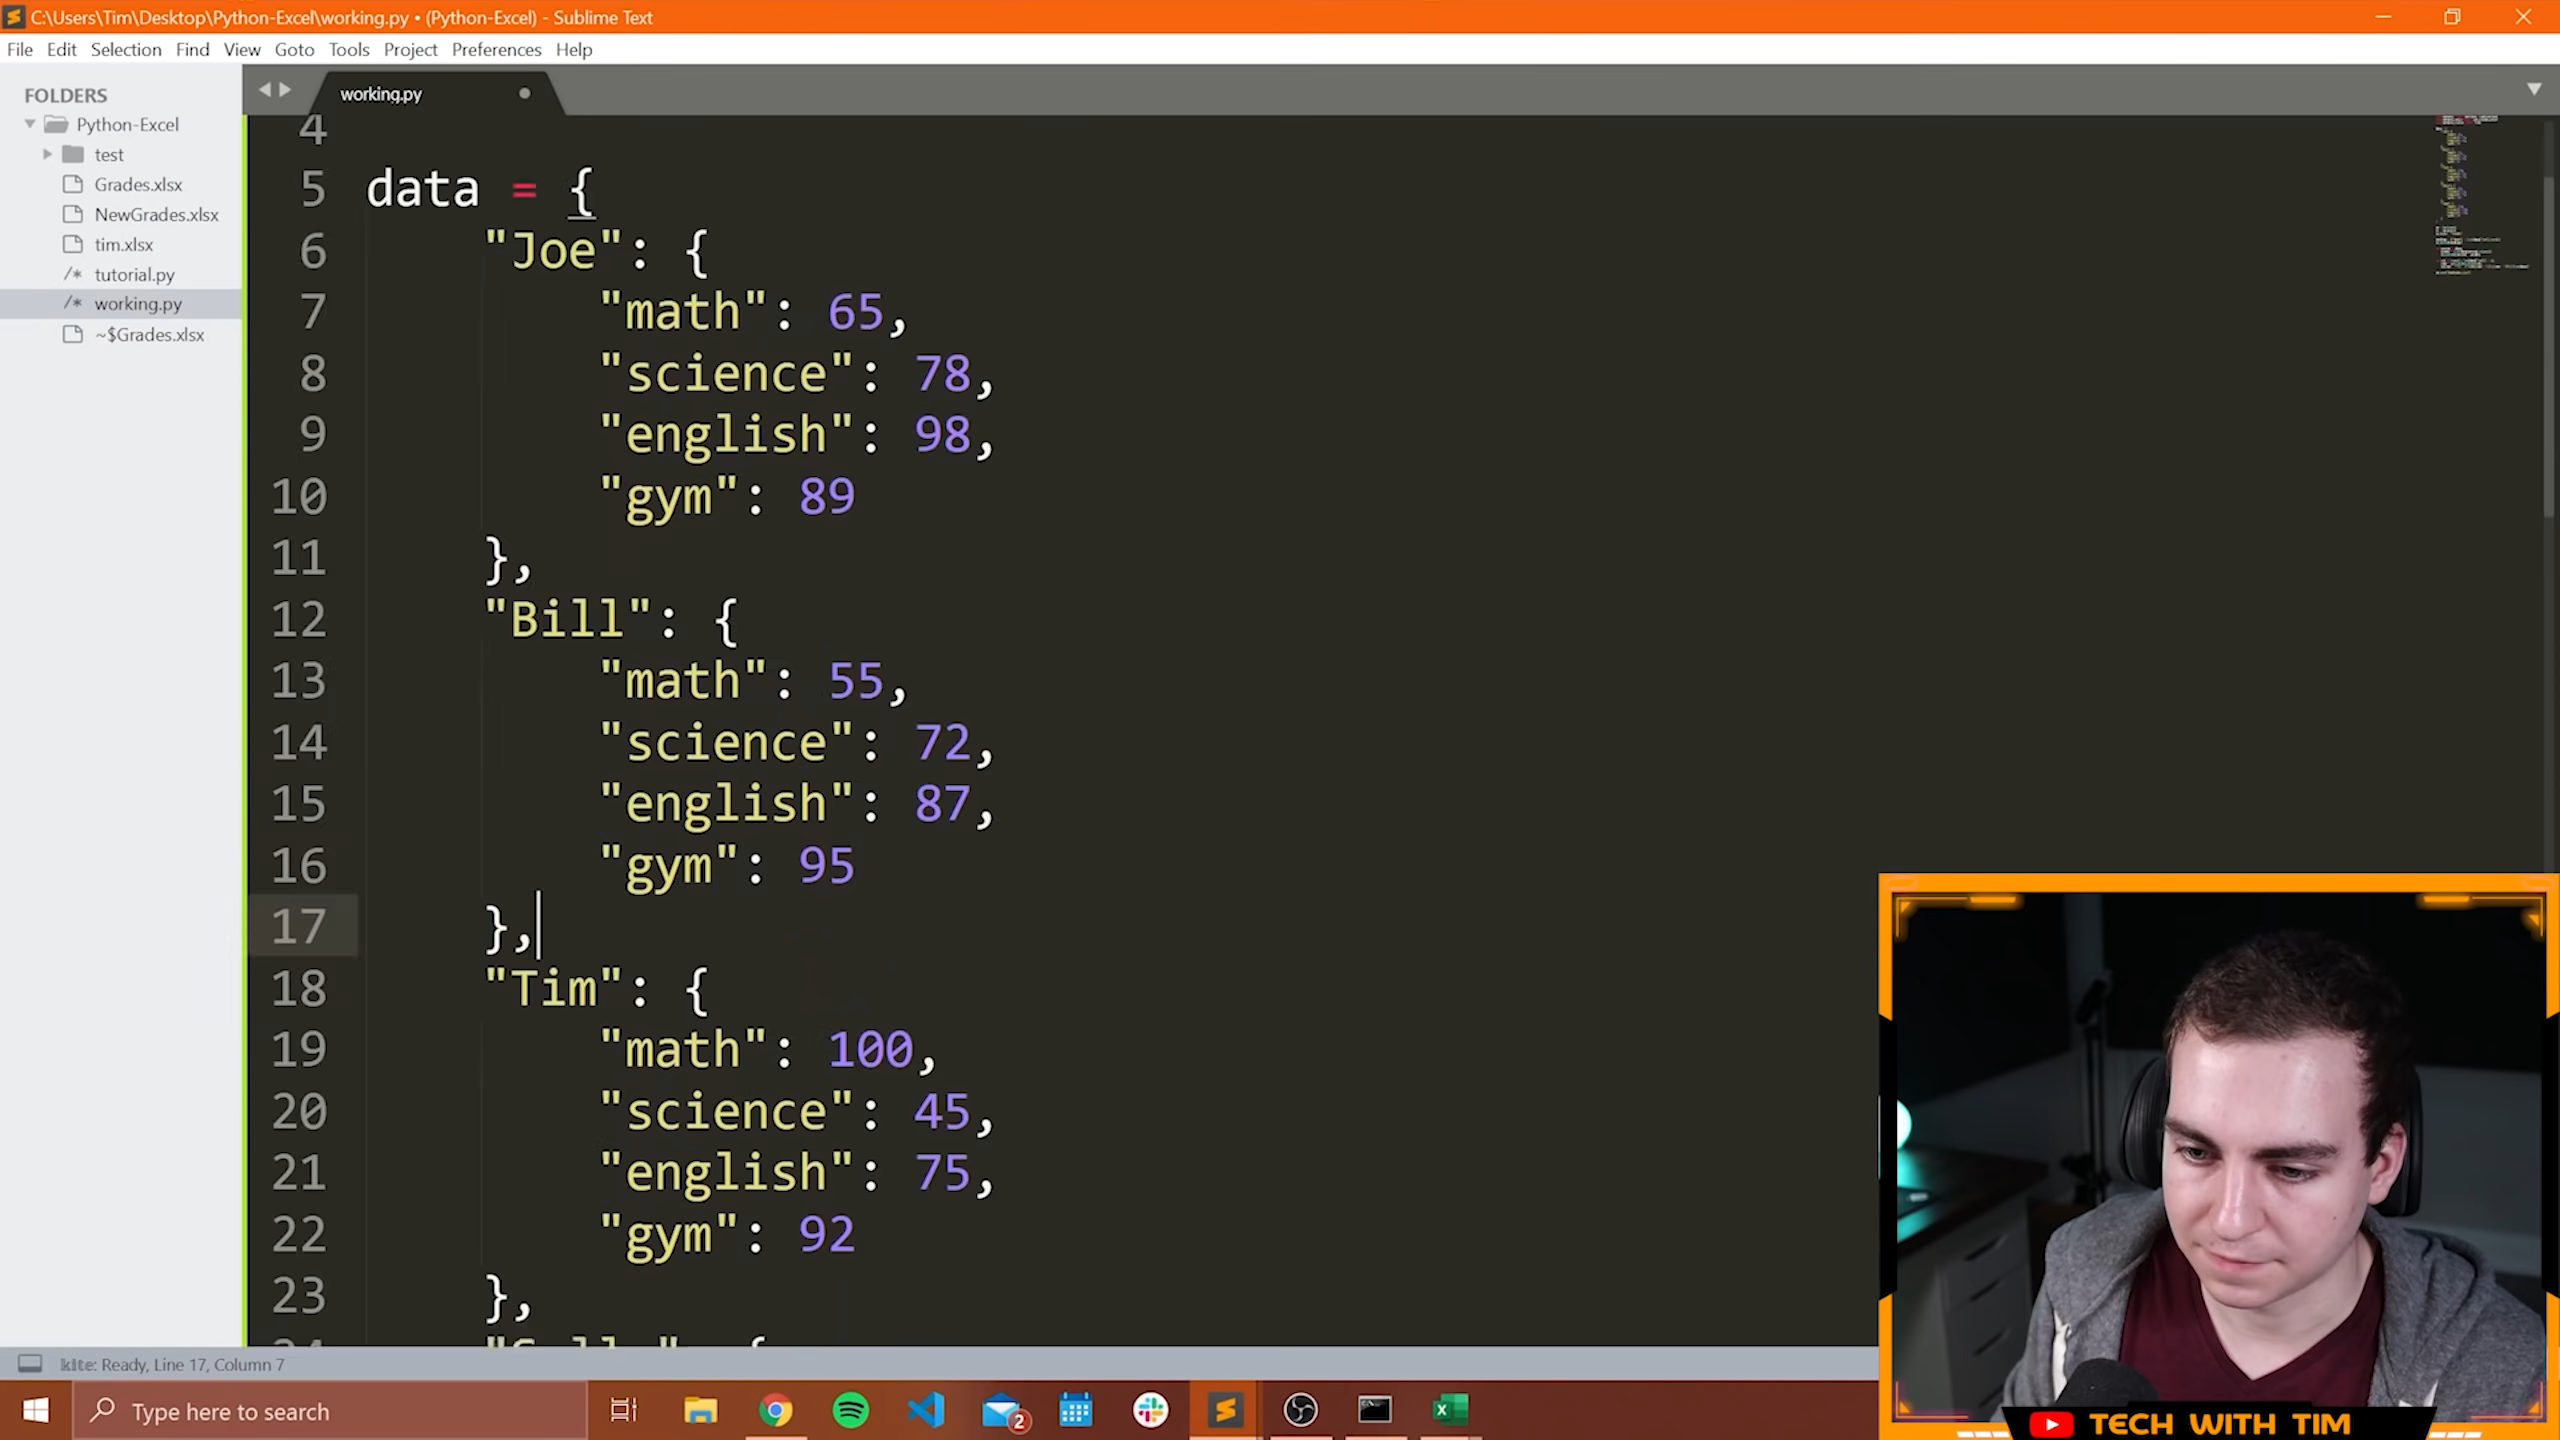 C:\Users\Tim\Desktop\Python-Excel\working.py • (Python-Excel) - Sublime Text
File Edit Selection Find View Goto Tools Project Preferences Help
FOLDERS
Python-Excel
test
Grades.xlsx
NewGrades.xlsx
tim.xlsx
/* tutorial.py
/* working.py
~$Grades.xlsx
working.py
4
5 data = {
6 "Joe": {
7 "math": 65,
8 "science": 78,
9 "english": 98,
10 "gym": 89
11 },
12 "Bill": {
13 "math": 55,
14 "science": 72,
15 "english": 87,
16 "gym": 95
17 },
18 "Tim": {
19 "math": 100,
20 "science": 45,
21 "english": 75,
22 "gym": 92
23 },
kite: Ready, Line 17, Column 7
Type here to search
2
TECH WITH TIM